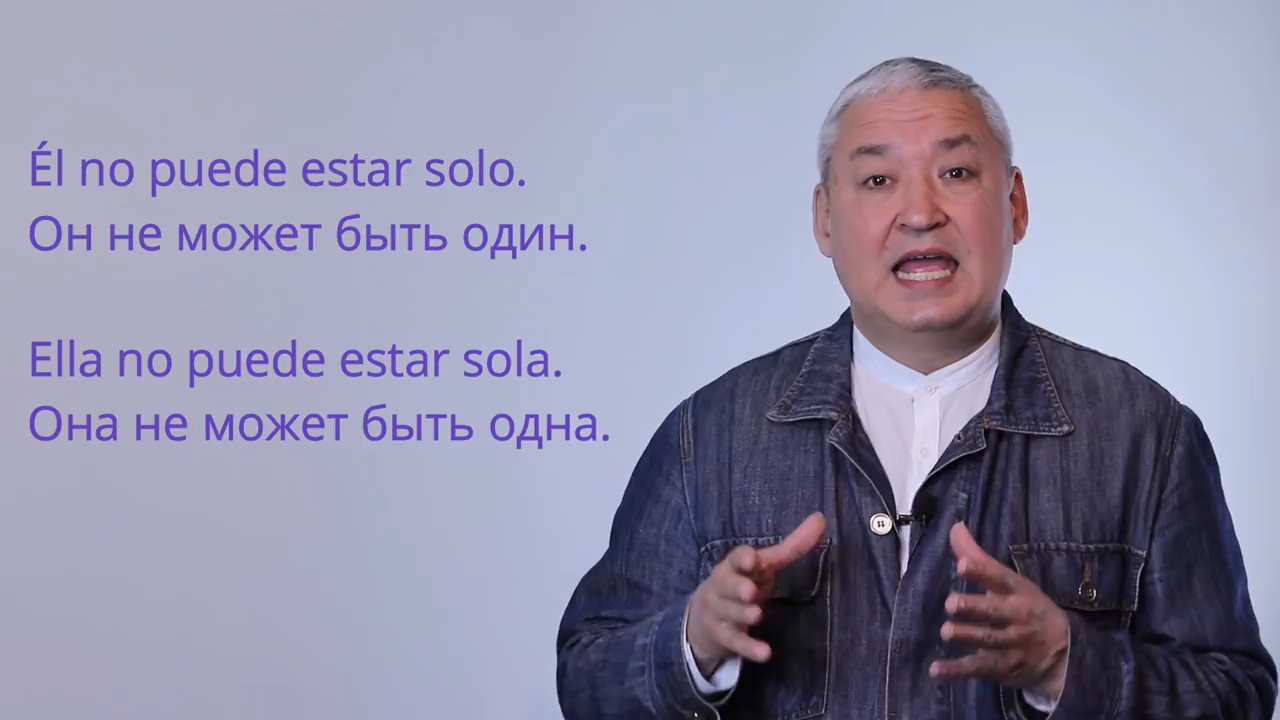 Él no puede estar solo.
Он не может быть один.
Ella no puede estar sola.
Она не может быть одна.